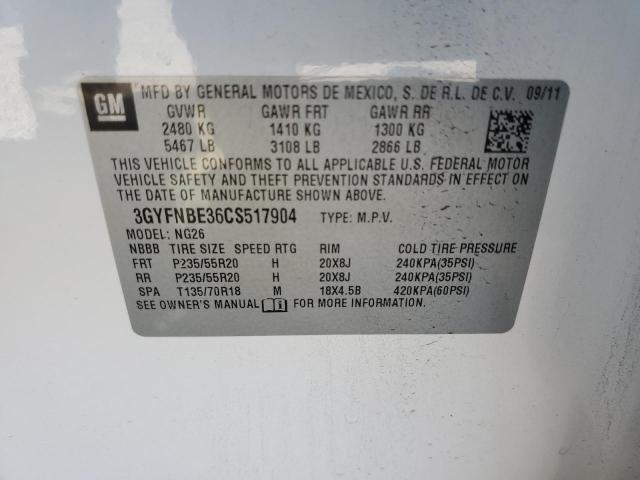 GM
MFD BY GENERAL MOTORS DE MEXICO, S. DE R.L. DE C.V. 09/11
GVWR GAWR FRT GAWR RR
2480 KG 1410 KG 1300 KG
5467 LB 3108 LB 2866 LB
THIS VEHICLE CONFORMS TO ALL APPLICABLE U.S. FEDERAL MOTOR
VEHICLE SAFETY AND THEFT PREVENTION STANDARDS IN EFFECT ON
THE DATE OF MANUFACTURE SHOWN ABOVE.
3GYFNBE36CS517904 TYPE: M.P.V.
MODEL: NG26
NBBB TIRE SIZE SPEED RTG RIM COLD TIRE PRESSURE
FRT P235/55R20 H 20X8J 240KPA(35PSI)
RR P235/55R20 H 20X8J 240KPA(35PSI)
SPA T135/70R18 M 18X4.5B 420KPA(60PSI)
SEE OWNER'S MANUAL FOR MORE INFORMATION.